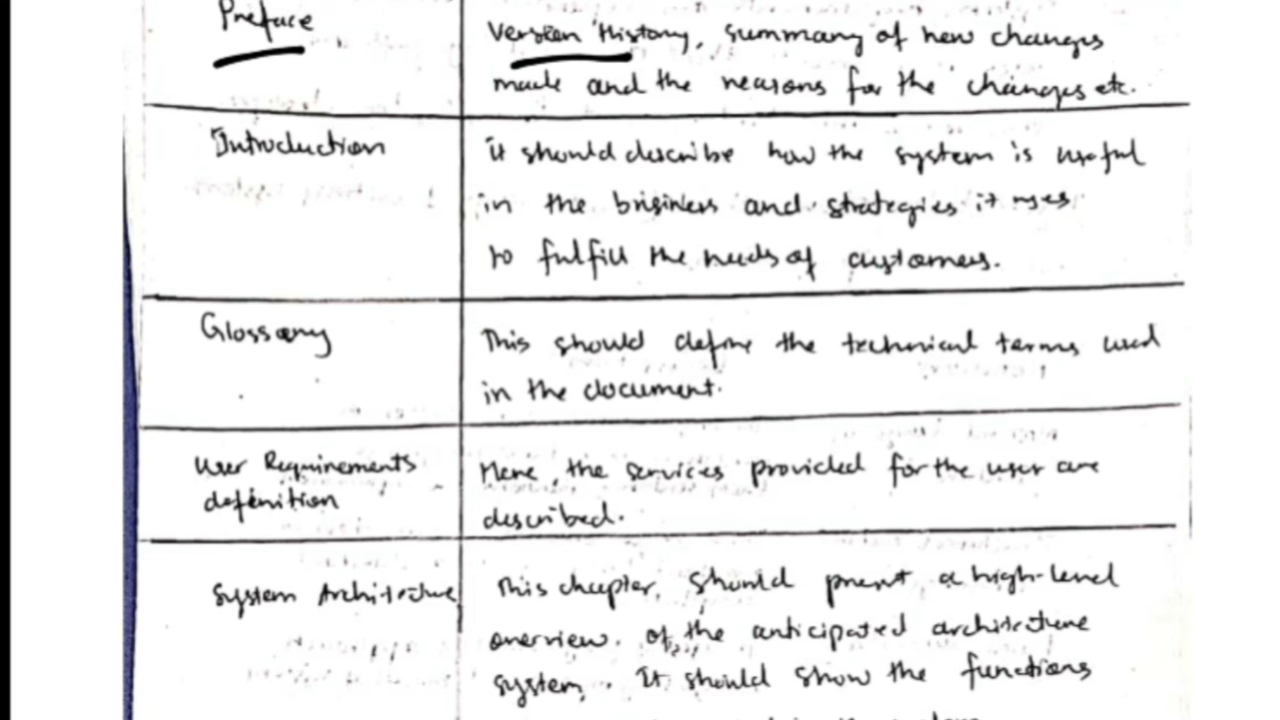 Preface
Version History, summary of new changes
made and the reasons for the changes etc.
Introduction
it should describe how the system is useful
in the business and strategies it uses
to fulfill the needs of customers.
Glossary
This should define the technical terms used
in the document.
User Requirements
definition
Here, the services provided for the user are
described.
System Architecture
This chapter, should present a high-level
overview of the anticipated architecture
system. It should show the functions